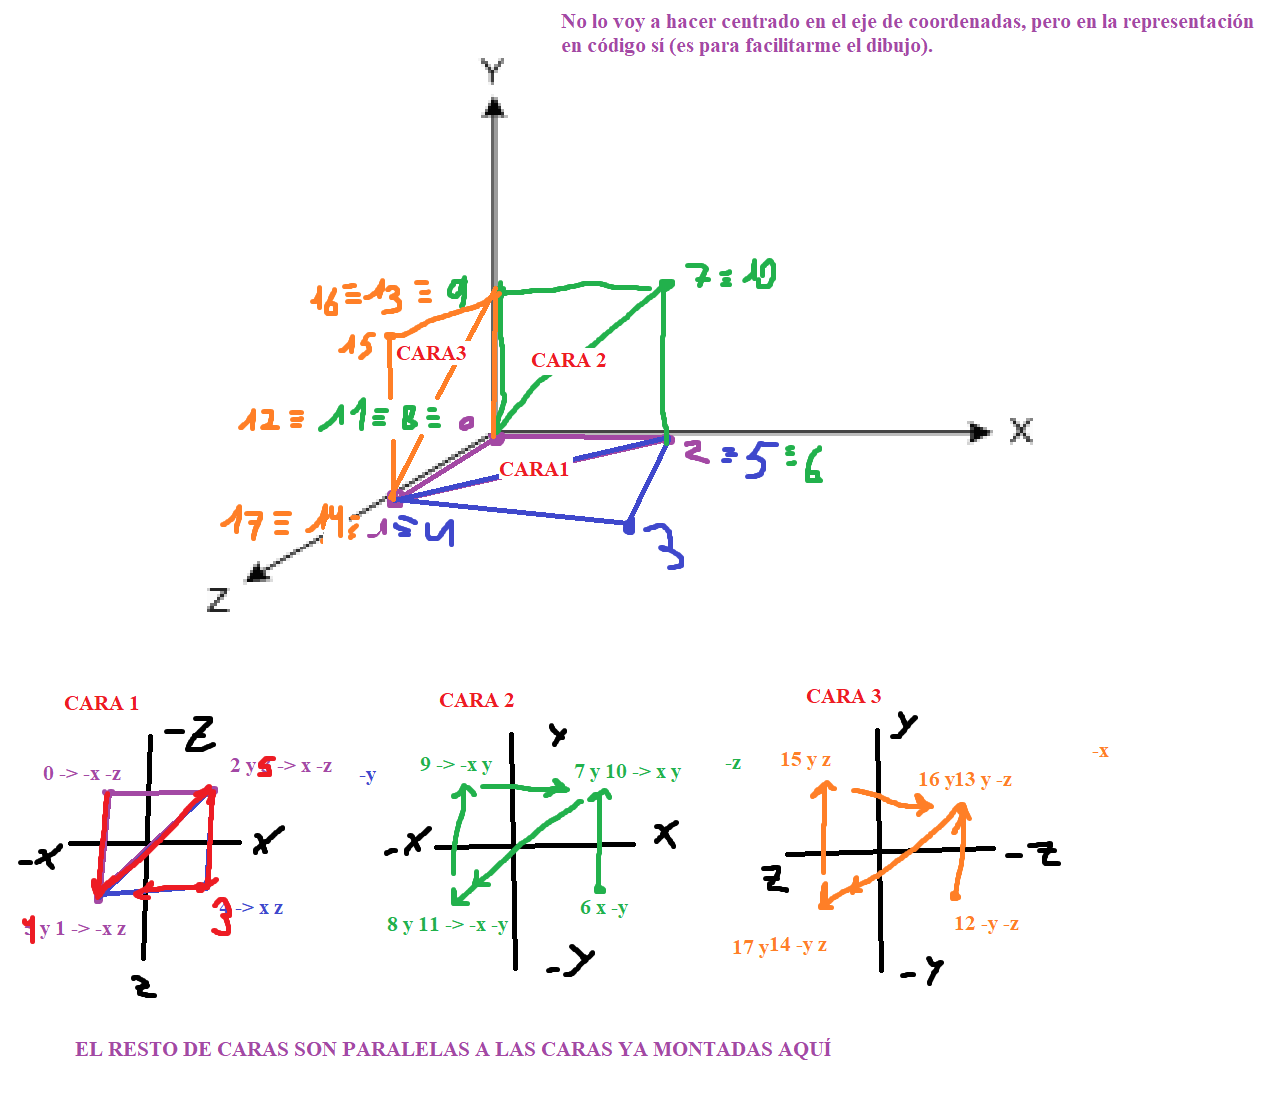 No lo voy a hacer centrado en el eje de coordenadas, pero en la representación
en código sí (es para facilitarme el dibujo).
Y
7 ≡ 10
16 ≡ 13 ≡ 9
15
CARA3
CARA 2
12 ≡ 11 ≡ 8 ≡ 0
X
2 ≡ 5 ≡ 6
CARA1
17 ≡ 14 ≡ 1 ≡ 4
3
Z
CARA 1
CARA 2
CARA 3
-Z
y
y
0 -> -x -z
2 y 5 -> x -z
-y
9 -> -x y
7 y 10 -> x y
-z
15 y z
16 y13 y -z
-x
-X
X
-X
X
Z
-Z
1 y 1 -> -x z
3 -> x z
8 y 11 -> -x -y
6 x -y
17 y14 -y z
12 -y -z
z
-y
-y
EL RESTO DE CARAS SON PARALELAS A LAS CARAS YA MONTADAS AQUÍ